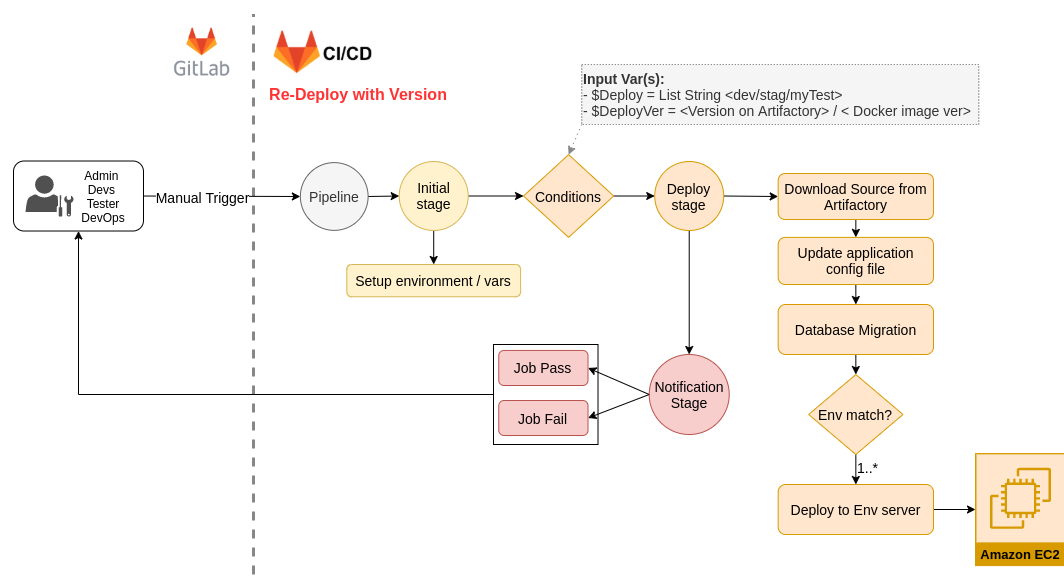 GitLab
CI/CD
Re-Deploy with Version
Input Var(s):
- $Deploy = List String <dev/stag/myTest>
- $DeployVer = <Version on Artifactory> / < Docker image ver>
Admin
Devs
Tester
DevOps
Manual Trigger
Pipeline
Initial
stage
Conditions
Deploy
stage
Download Source from
Artifactory
Setup environment / vars
Update application
config file
Database Migration
Job Pass
Job Fail
Notification
Stage
Env match?
1..*
Deploy to Env server
Amazon EC2